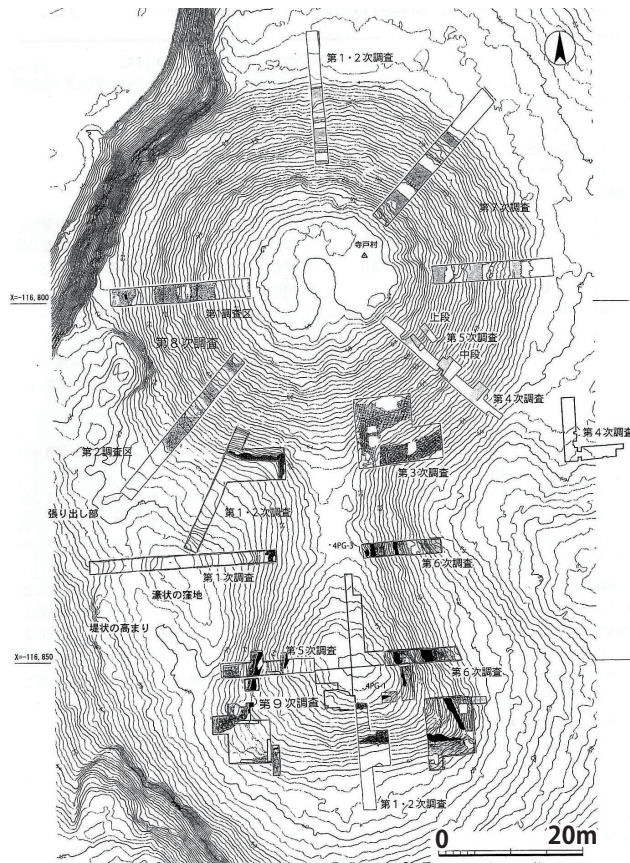 第1・2次調査
第7次調査
寺戸村
X=-116,800
第1調査区
第8次調査
上段
第5次調査
中段
第4次調査
第4次調査
第2調査区
第3次調査
張り出し部
第1・2次調査
4PG-3
第1次調査
第6次調査
濠状の窪地
堤状の高まり
X=-116,850
第5次調査
第6次調査
4PG
第9次調査
第1・2次調査
0 20m